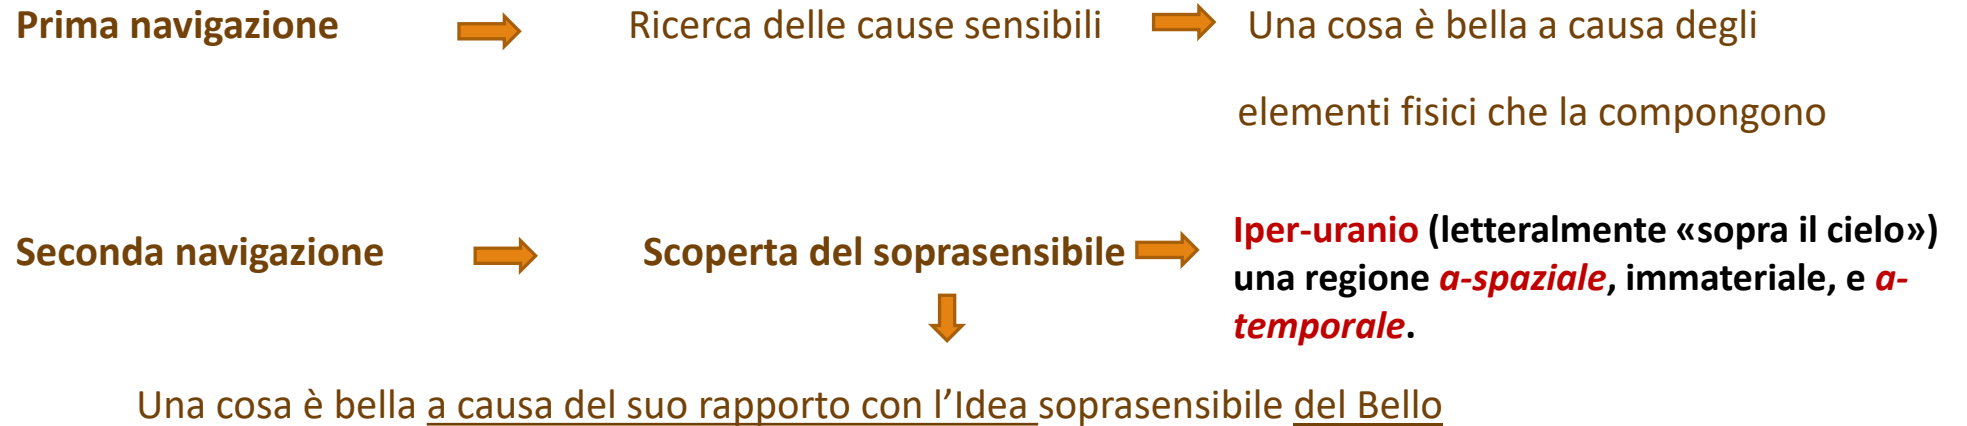 Prima navigazione Ricerca delle cause sensibili Una cosa è bella a causa degli
elementi fisici che la compongono
Iper-uranio (letteralmente «sopra il cielo»)
Seconda navigazione Scoperta del soprasensibile una regione a-spaziale, immateriale, e a-
temporale.
Una cosa è bella a causa del suo rapporto con l’Idea soprasensibile del Bello